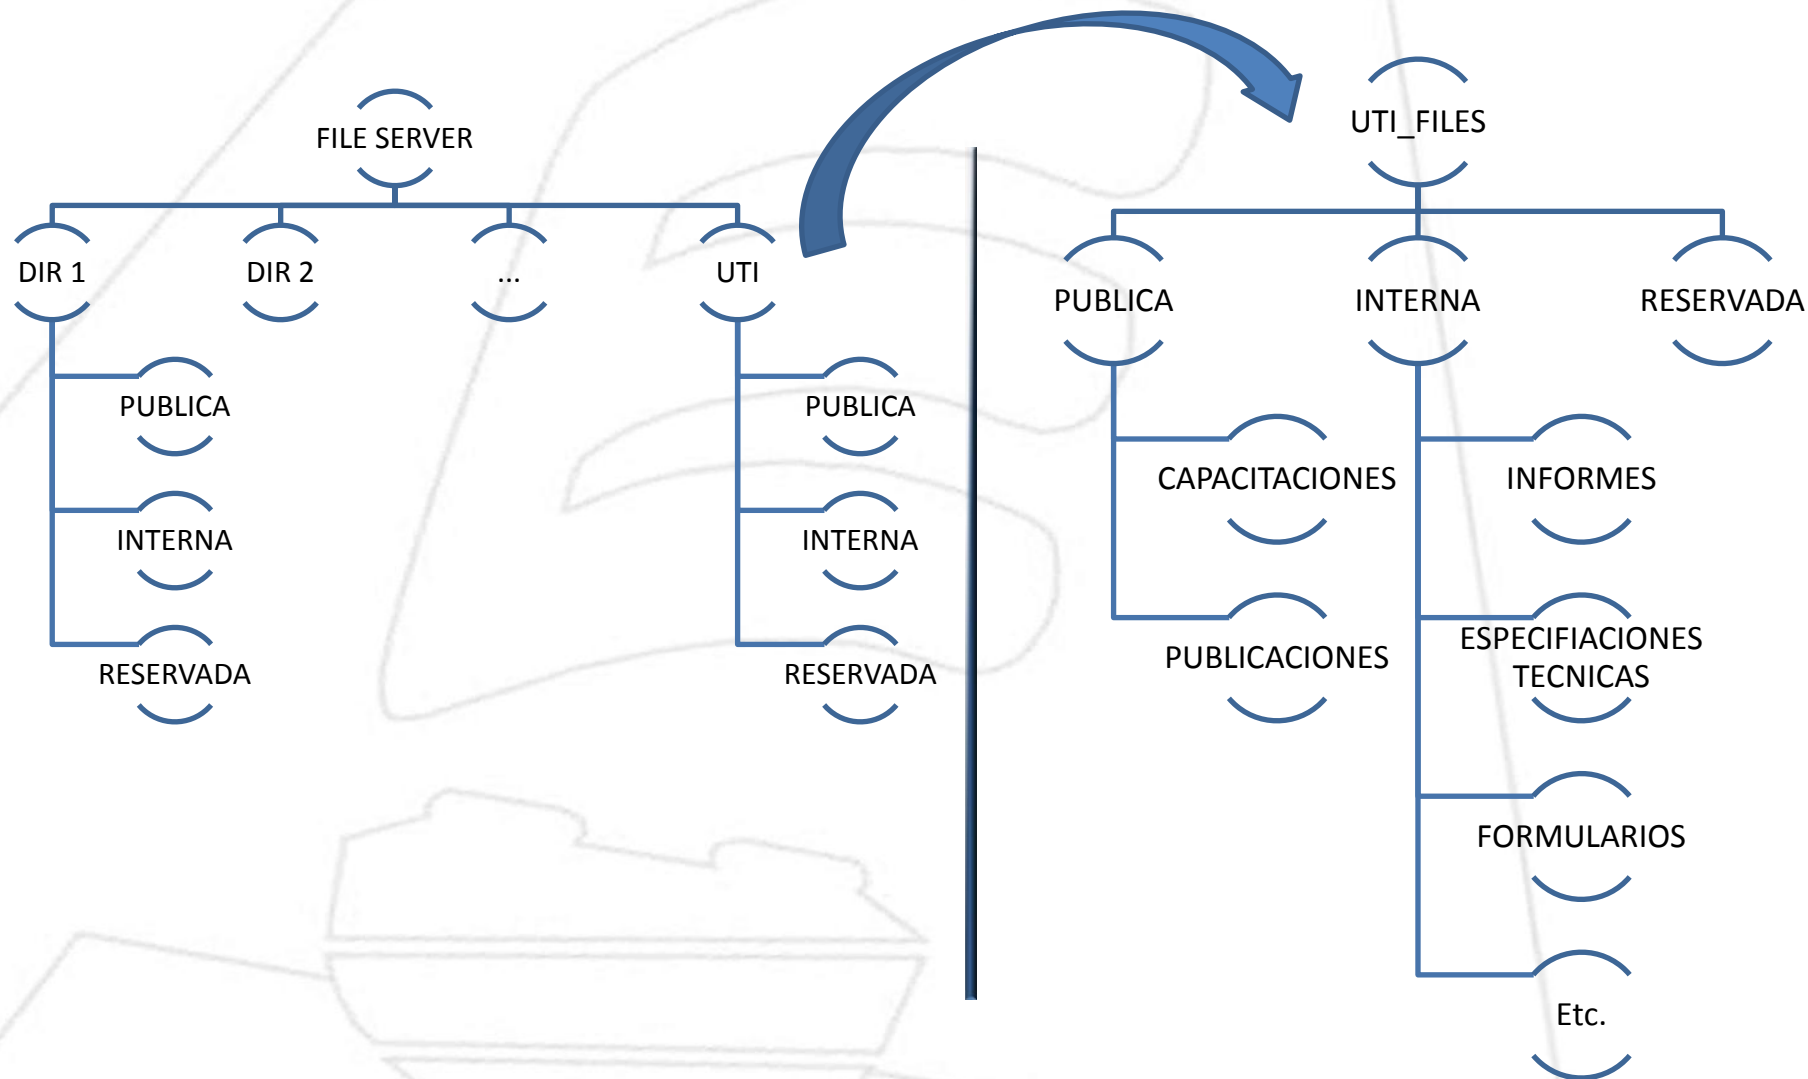 FILE SERVER
DIR 1
DIR 2
...
UTI
PUBLICA
INTERNA
RESERVADA
PUBLICA
INTERNA
RESERVADA
UTI_FILES
PUBLICA
INTERNA
RESERVADA
CAPACITACIONES
PUBLICACIONES
INFORMES
ESPECIFIACIONES
TECNICAS
FORMULARIOS
Etc.